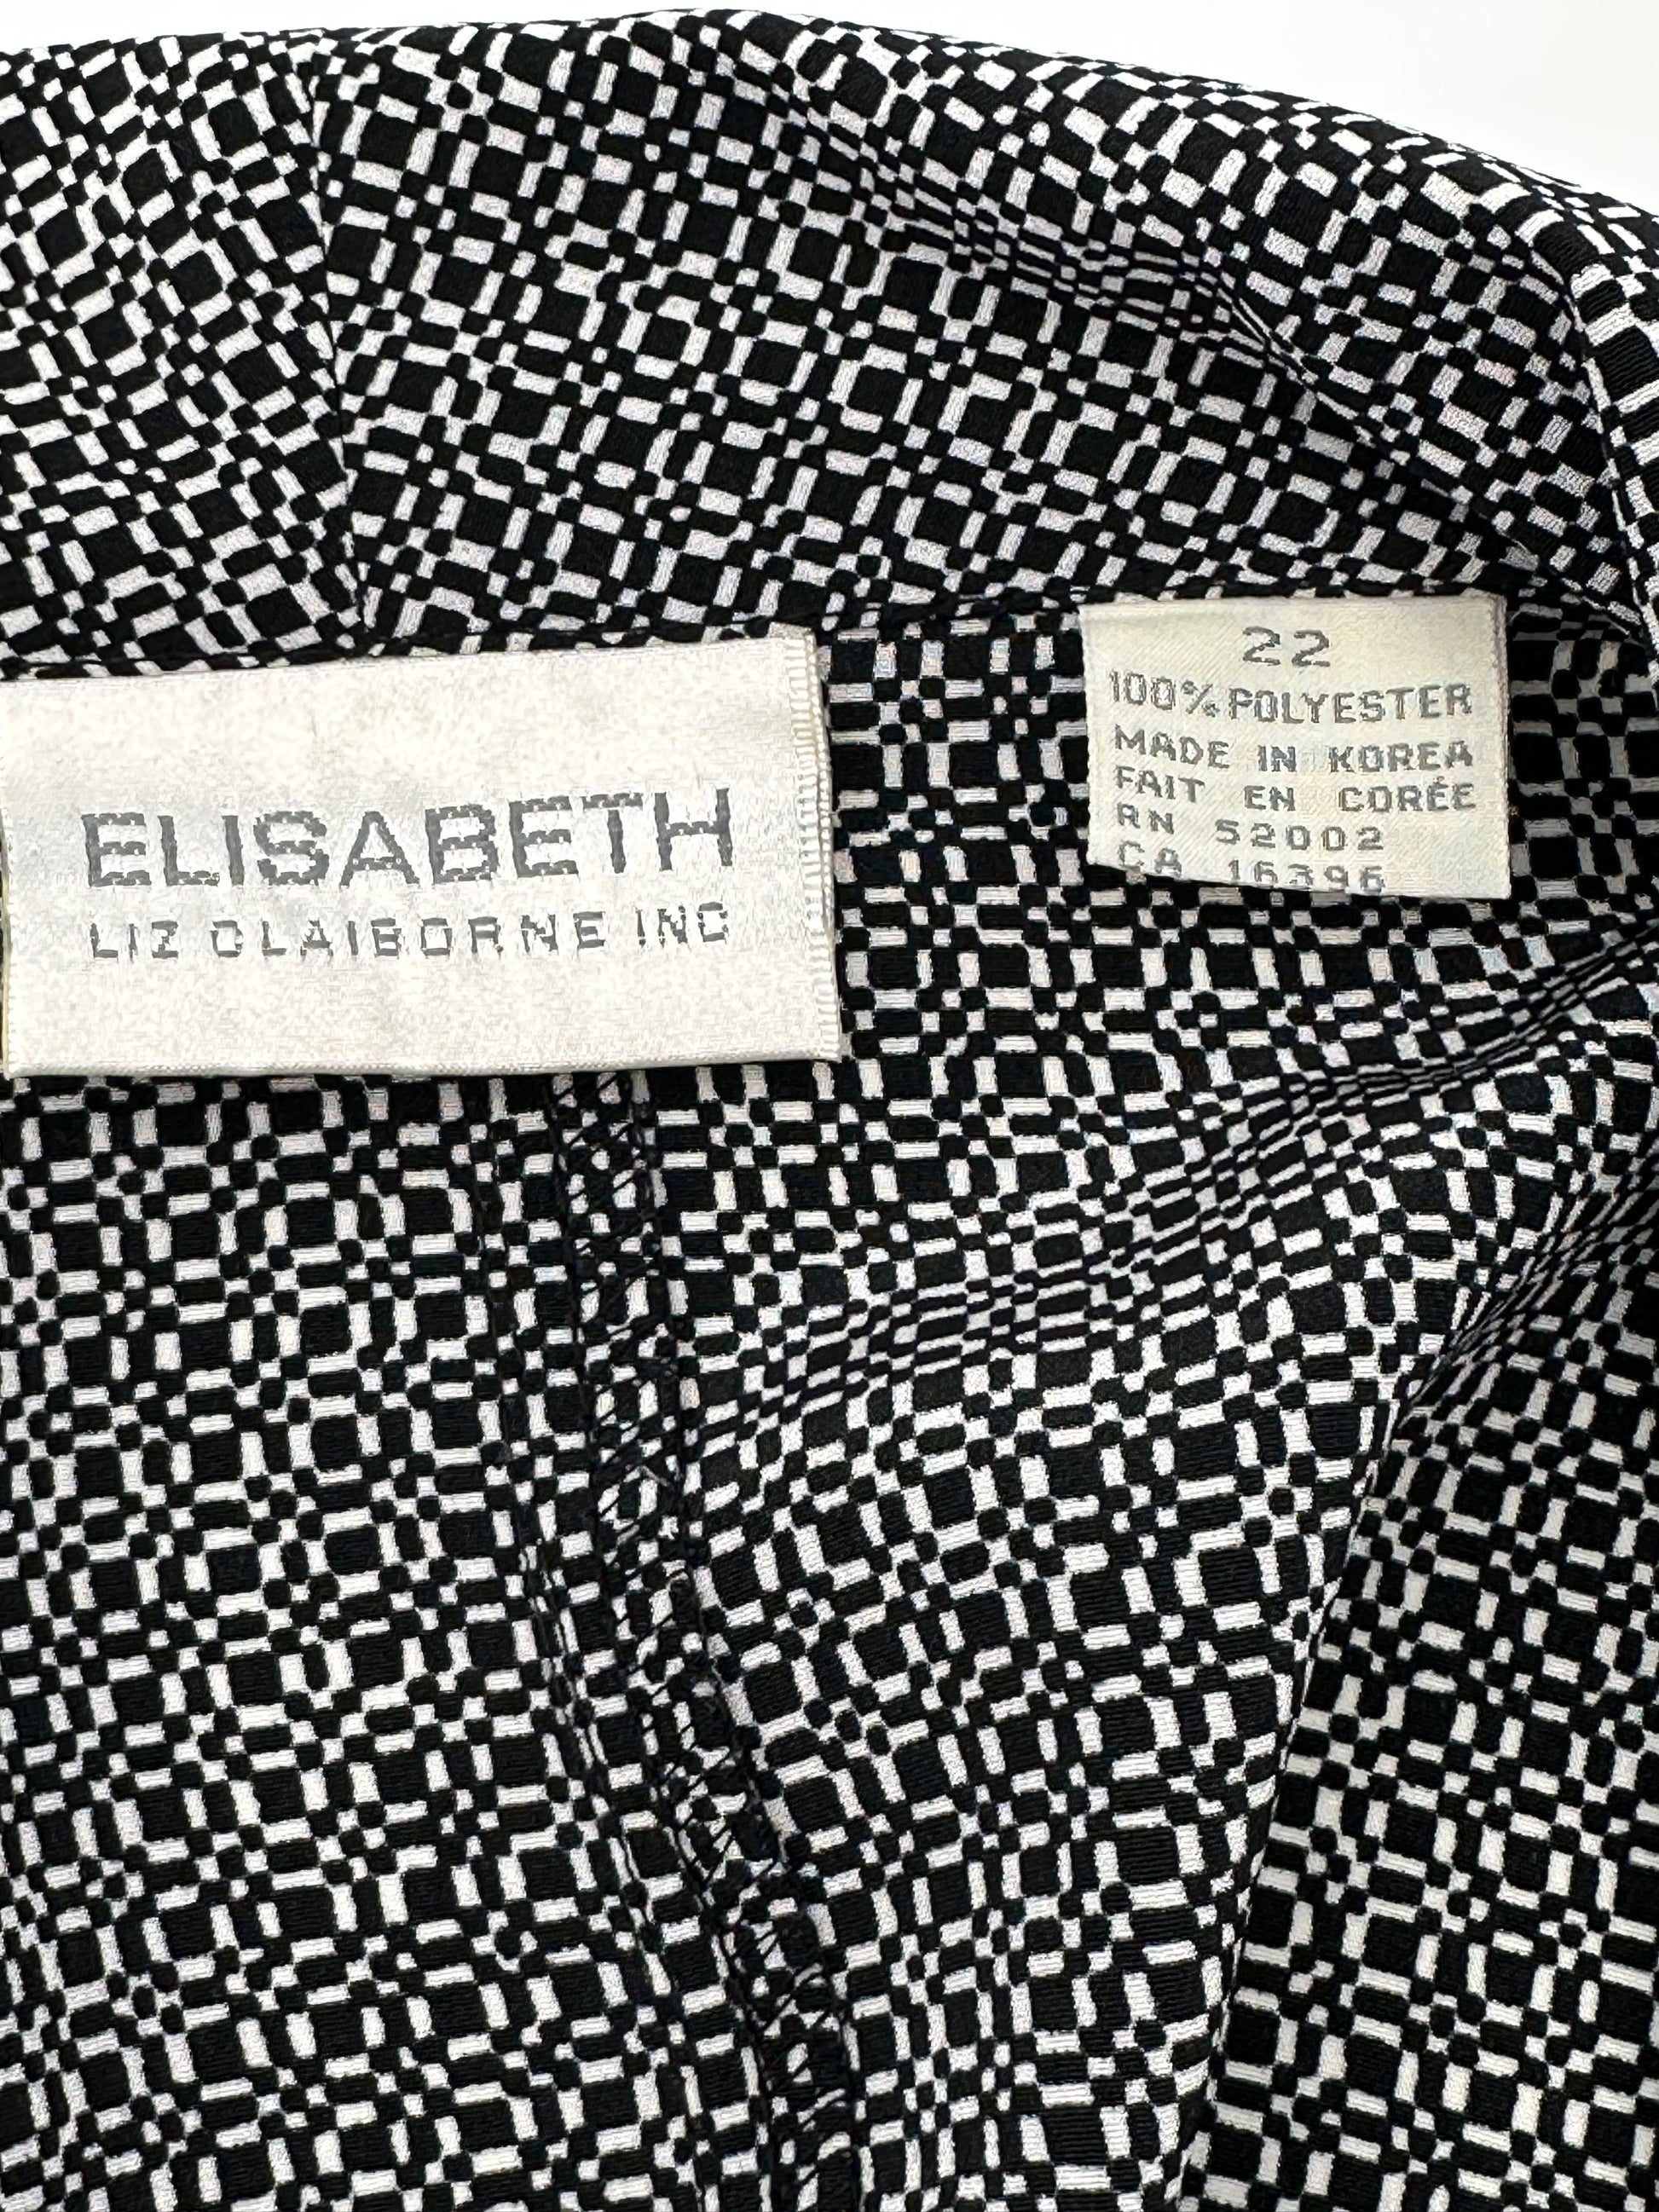 ELISABETH
LIZ CLAIBORNE INC
22
100% POLYESTER
MADE IN KOREA
FAIT EN CORÉE
RN 52002
CA 16396